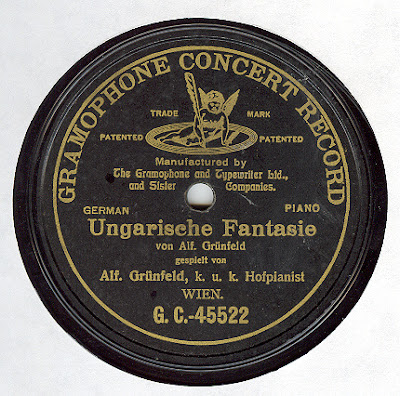 GRAMOPHONE CONCERT RECORD
TRADE MARK
PATENTED PATENTED
Manufactured by
The Gramophone and Typewriter Ltd.,
and Sister Companies.
GERMAN PIANO
Ungarische Fantasie
von Alf. Grünfeld
gespielt von
Alf. Grünfeld, k. u. k. Hofpianist
WIEN.
G. C.-45522